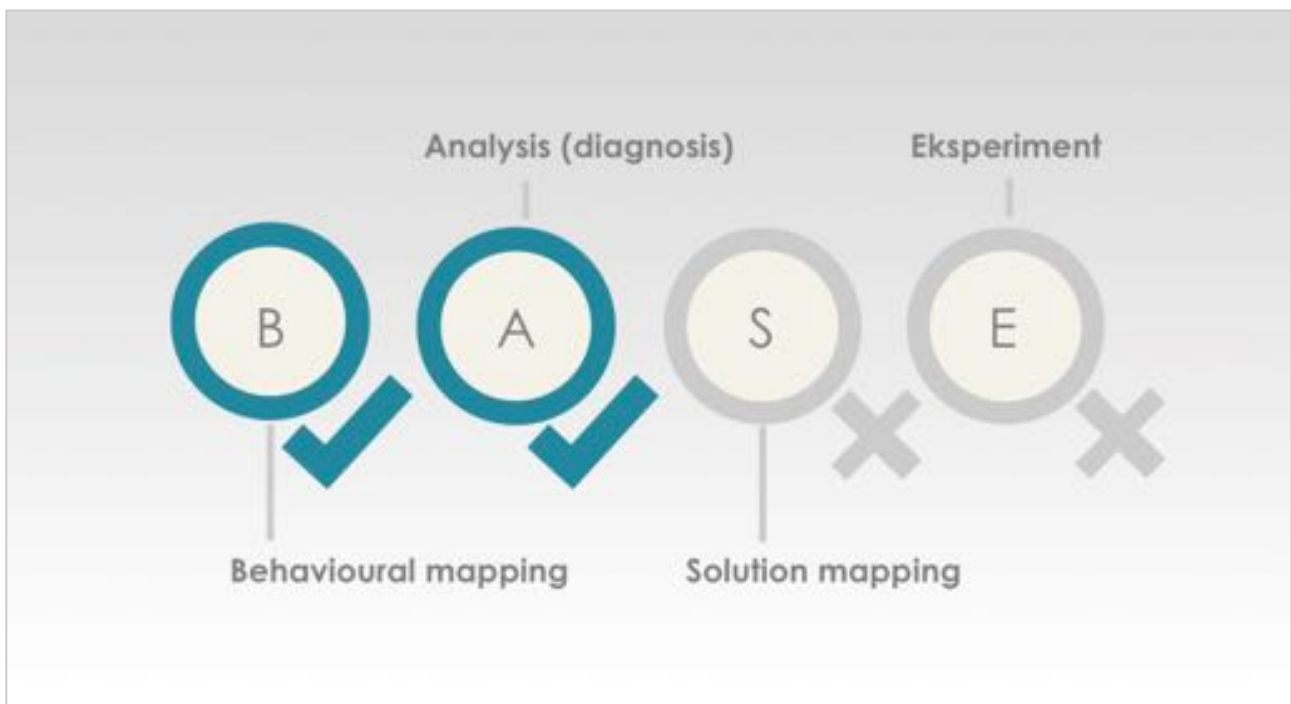 Analysis (diagnosis)
Eksperiment
B
A
S
E
Behavioural mapping
Solution mapping